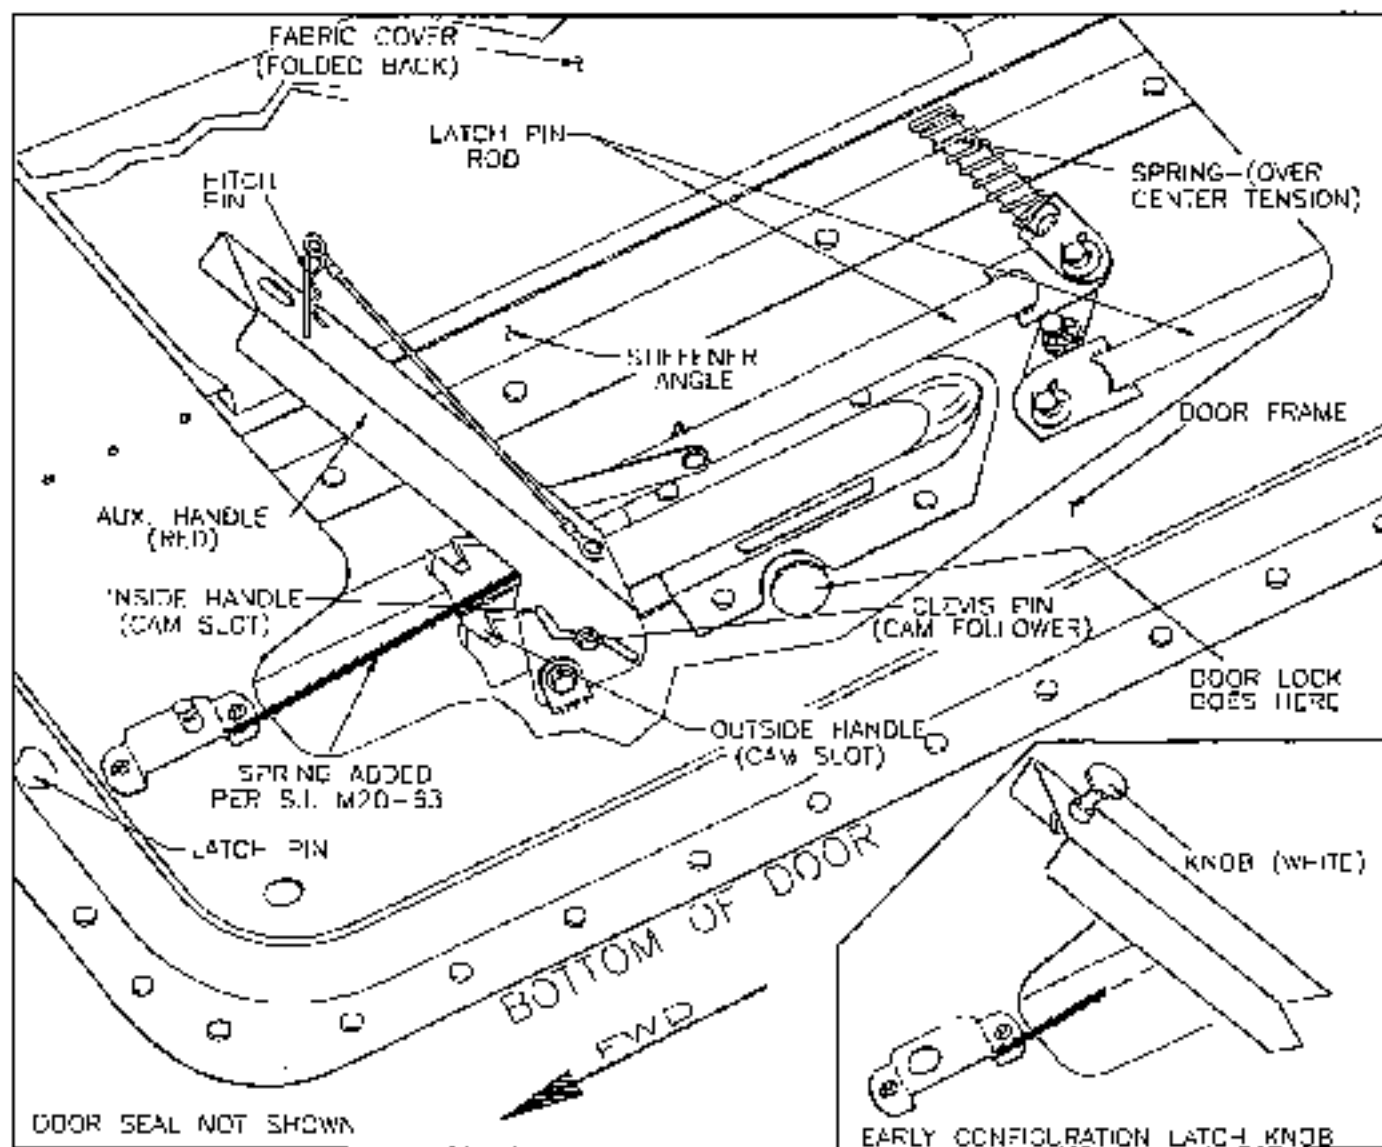 FABRIC COVER
(FOLDED BACK)
LATCH PIN
ROD
SPRING-(OVER
CENTER TENSION)
HITCH
PIN
STIFFENER
ANGLE
DOOR FRAME
AUX. HANDLE
(RED)
INSIDE HANDLE
(CAM SLOT)
CLEVIS PIN
(CAM FOLLOWER)
DOOR LOCK
GOES HERE
OUTSIDE HANDLE
(CAM SLOT)
SPRING ADDED
PER S.I. M20-63
LATCH PIN
KNOB (WHITE)
BOTTOM OF DOOR
FWD
DOOR SEAL NOT SHOWN
EARLY CONFIGURATION LATCH KNOB